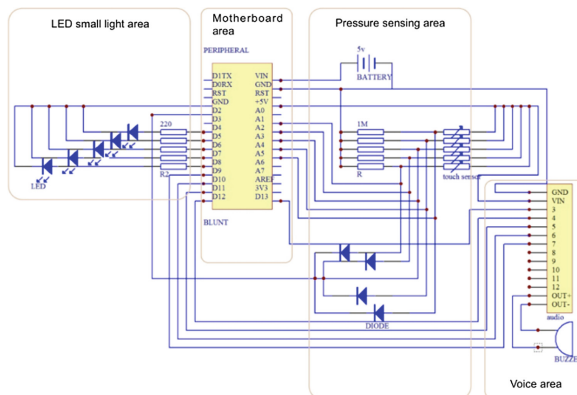 LED small light area
Motherboard
area
Pressure sensing area
PERIPHERAL
5v
BATTERY
D1TX
D0RX
RST
GND
D2
D3
D4
D5
D6
D7
D8
D9
D10
D11
D12
VIN
GND
RST
+5V
A0
A1
A2
A3
A4
A5
A6
A7
AREF
3V3
D13
BLUNT
220
R2
LED
1M
R
touch sensor
DIODE
GND
VIN
3
4
5
6
7
8
9
10
11
12
OUT+
OUT-
audio
BUZZE
Voice area